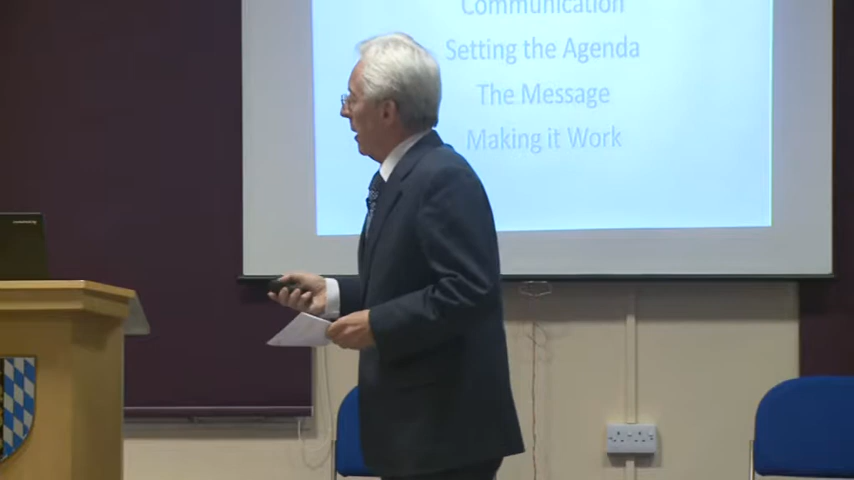 Communication
Setting the Agenda
The Message
Making it Work